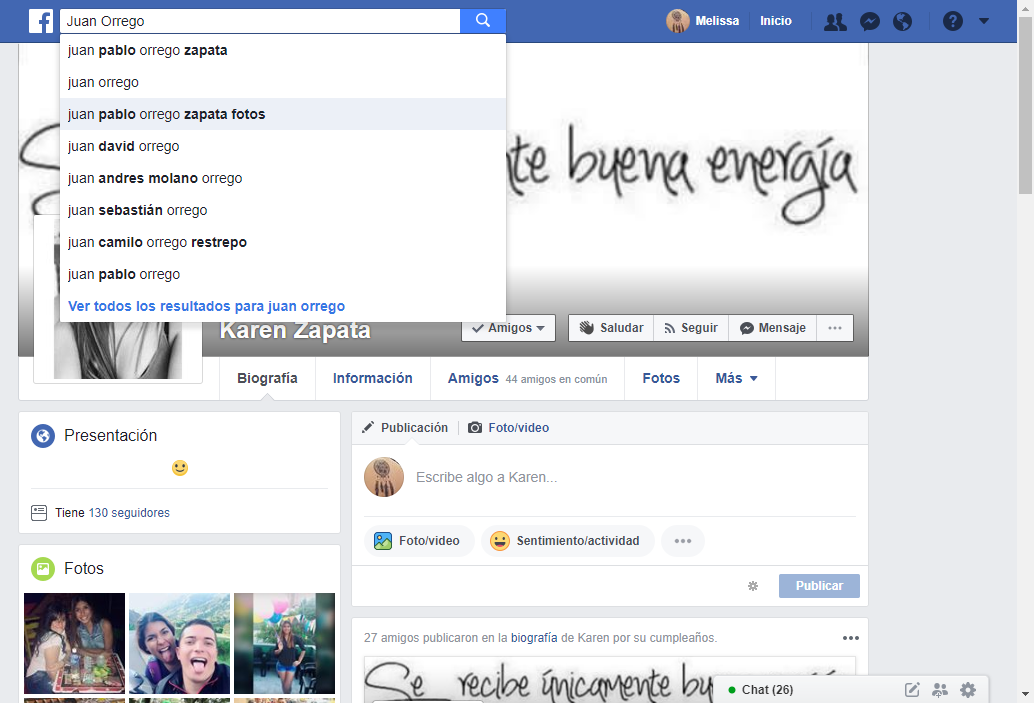 Juan Orrego
Melissa
Inicio
juan pablo orrego zapata
juan orrego
juan pablo orrego zapata fotos
juan david orrego
juan andres molano orrego
juan sebastián orrego
juan camilo orrego restrepo
juan pablo orrego
Ver todos los resultados para juan orrego
nte buena energía
Karen Zapata
Amigos
Saludar
Seguir
Mensaje
Biografía
Información
Amigos 44 amigos en común
Fotos
Más
Presentación
Tiene 130 seguidores
Fotos
Publicación
Foto/video
Escribe algo a Karen...
Foto/video
Sentimiento/actividad
Publicar
27 amigos publicaron en la biografía de Karen por su cumpleaños.
Se recibe únicamente bu
Chat (26)